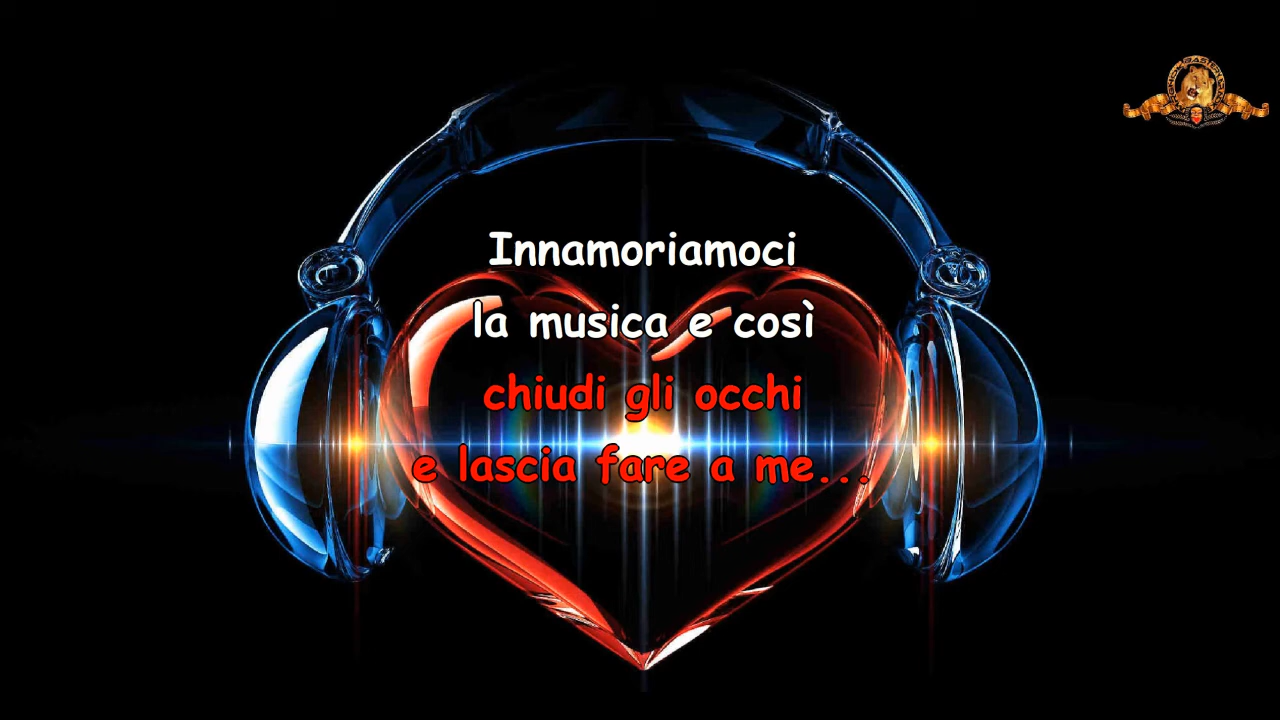 Innamoriamoci
la musica e così
chiudi gli occhi
e lascia fare a me...